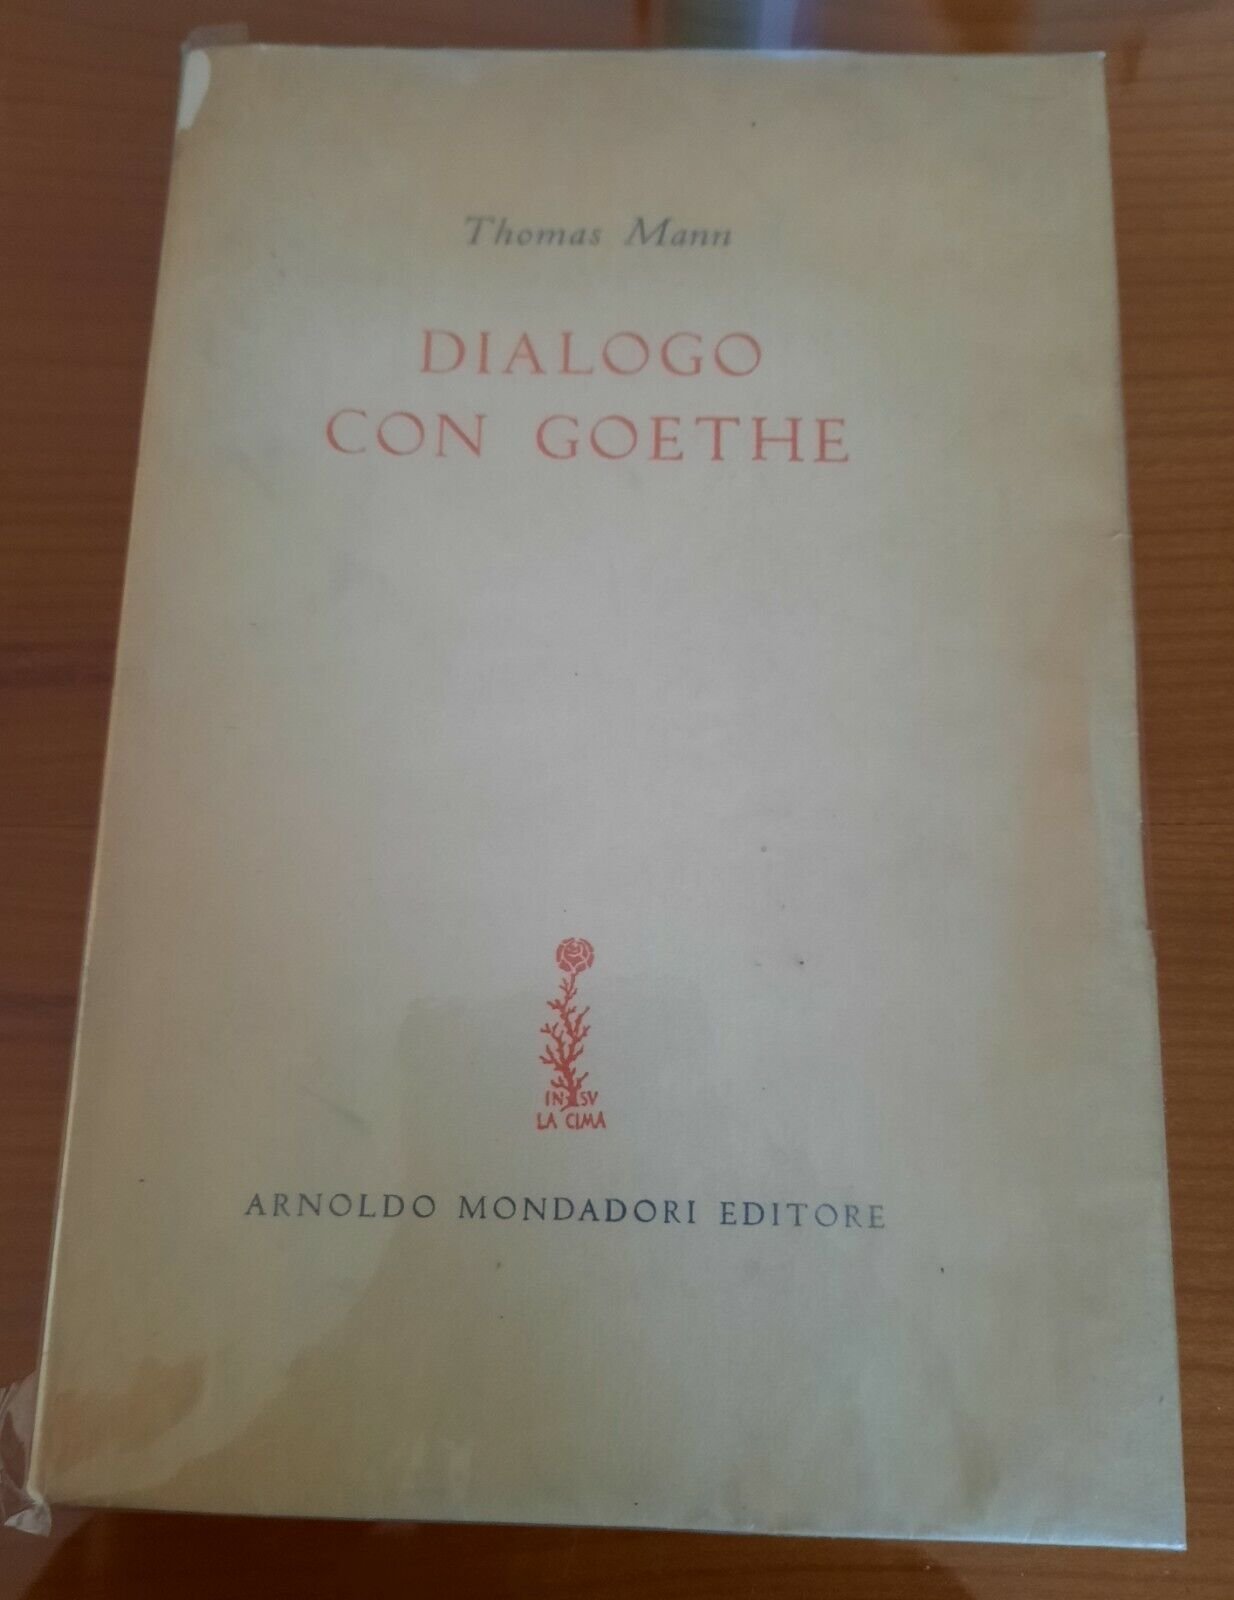 Thomas Mann
DIALOGO
CON GOETHE
IN SV
LA CIMA
ARNOLDO MONDADORI EDITORE